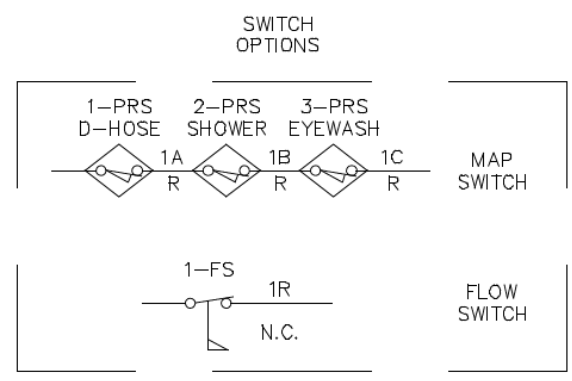 SWITCH
OPTIONS
1-PRS 2-PRS 3-PRS
D-HOSE SHOWER EYEWASH
1A 1B 1C
R R R
MAP
SWITCH
1-FS
1R
N.C.
FLOW
SWITCH